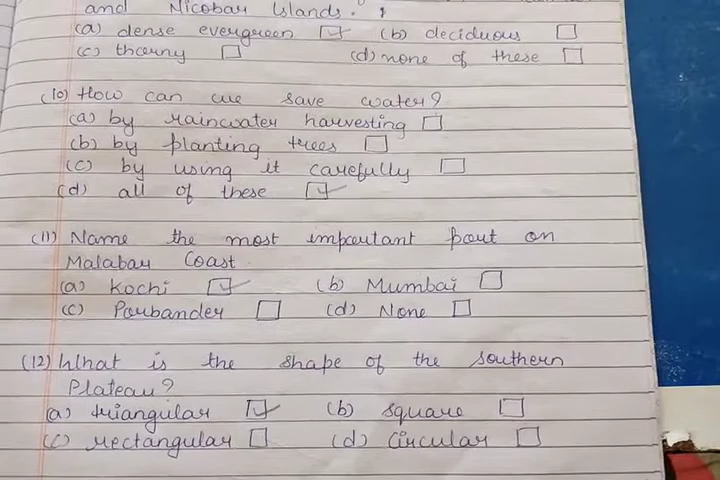 and Nicobar Islands.
(a) dense evergreen ☑ (b) deciduous ☐
(c) thorny ☐ (d) none of these ☐
(10) How can we save water?
(a) by rainwater harvesting ☐
(b) by planting trees ☐
(c) by using it carefully ☐
(d) all of these ☑
(11) Name the most important port on
Malabar Coast
(a) Kochi ☑ (b) Mumbai ☐
(c) Porbander ☐ (d) None ☐
(12) What is the shape of the southern
Plateau?
(a) triangular ☑ (b) square ☐
(c) rectangular ☐ (d) Circular ☐